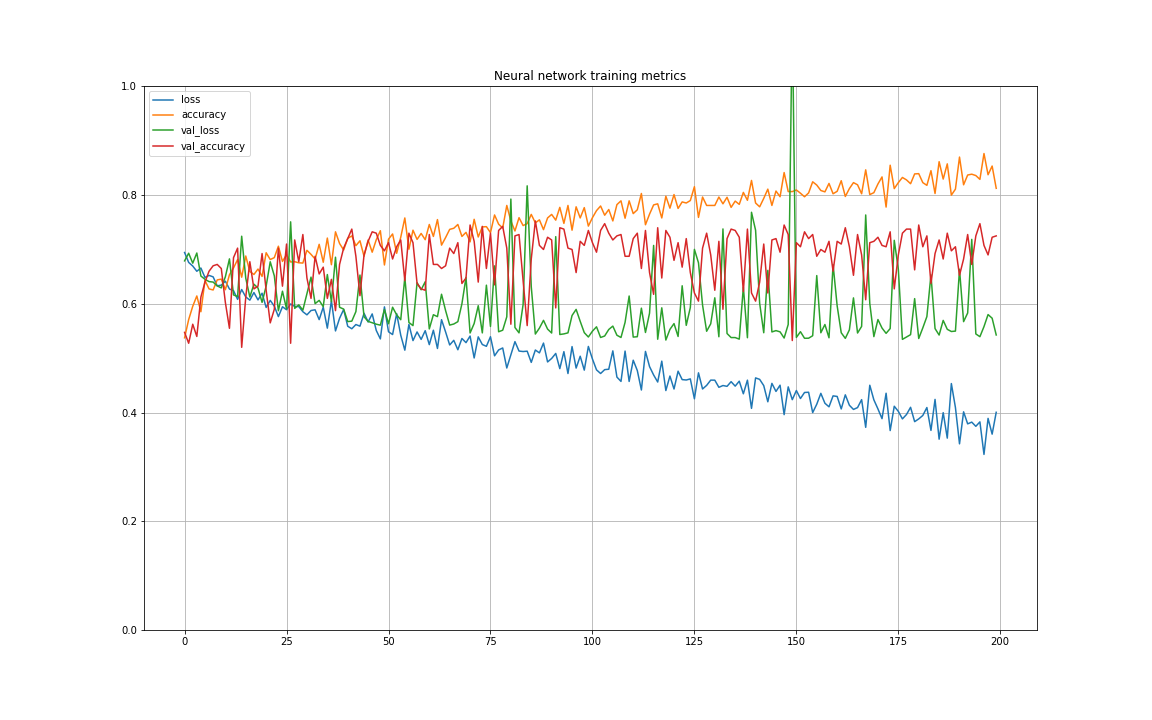 Neural network training metrics
1.0
0.8
0.6
0.4
0.2
0.0
loss
accuracy
val_loss
val_accuracy
0 25 50 75 100 125 150 175 200